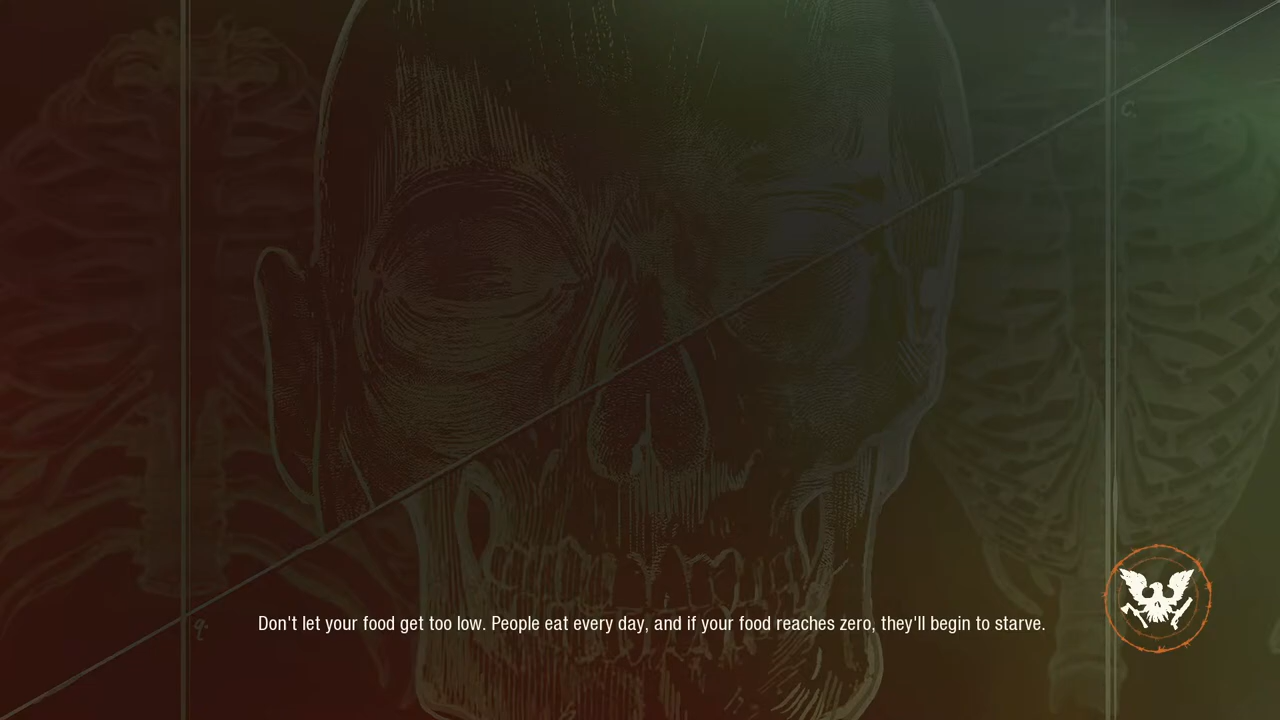 C.
Don't let your food get too low. People eat every day, and if your food reaches zero, they'll begin to starve.